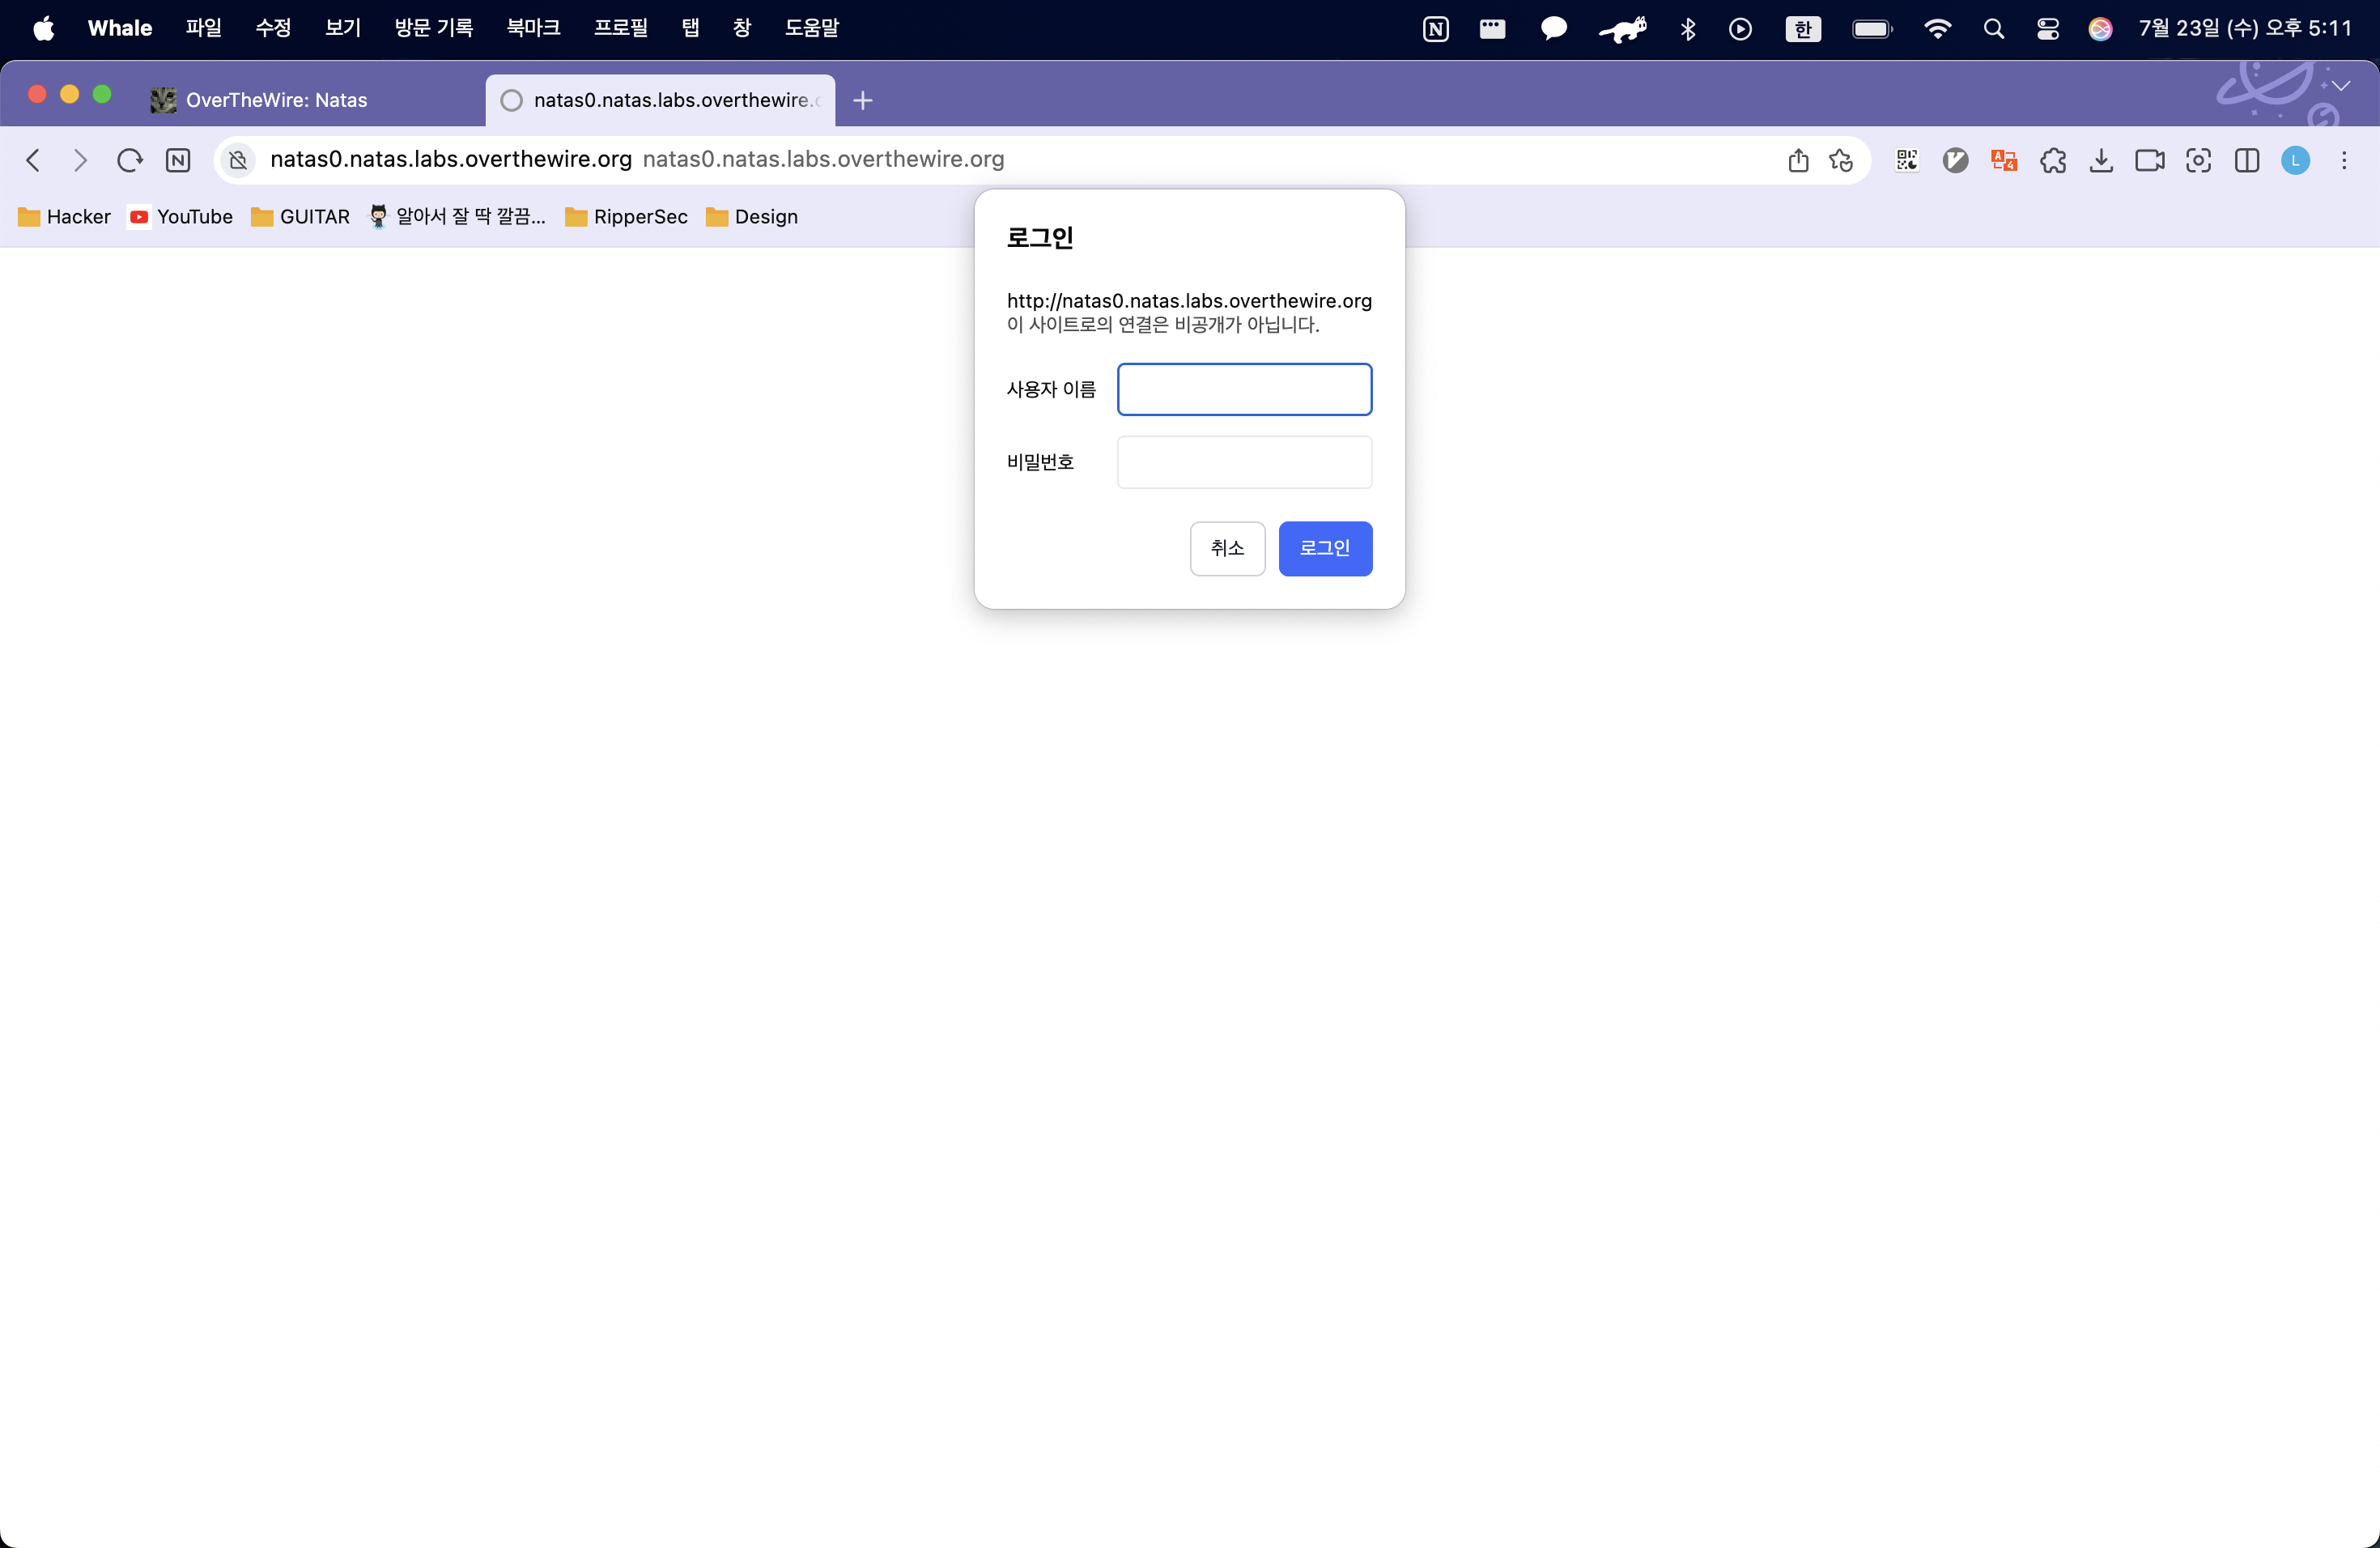 Whale 파일 수정 보기 방문 기록 북마크 프로필 탭 창 도움말 N 한 7월 23일 (수) 오후 5:11
OverTheWire: Natas natas0.natas.labs.overthewire.
N natas0.natas.labs.overthewire.org natas0.natas.labs.overthewire.org A 4 L
Hacker YouTube GUITAR 알아서 잘 딱 깔끔... RipperSec Design
로그인
http://natas0.natas.labs.overthewire.org
이 사이트로의 연결은 비공개가 아닙니다.
사용자 이름
비밀번호
취소 로그인